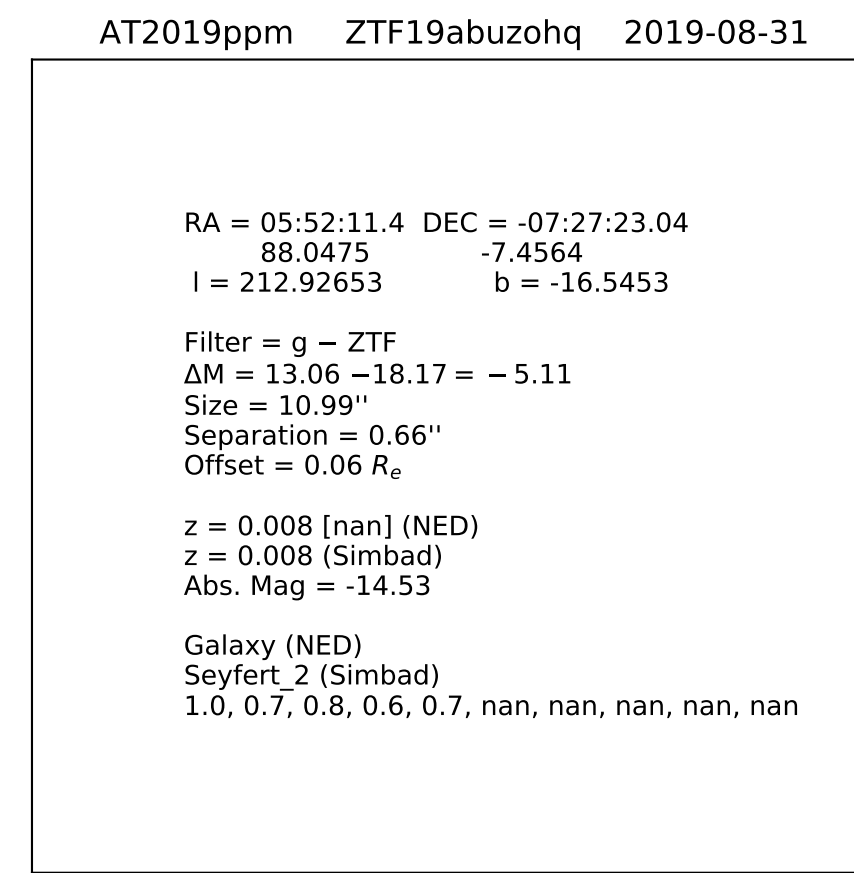 AT2019ppm ZTF19abuzohq 2019-08-31
RA = 05:52:11.4 DEC = -07:27:23.04
88.0475 -7.4564
l = 212.92653 b = -16.5453
Filter = g − ZTF
ΔM = 13.06 −18.17 = − 5.11
Size = 10.99''
Separation = 0.66''
Offset = 0.06 Re
z = 0.008 [nan] (NED)
z = 0.008 (Simbad)
Abs. Mag = -14.53
Galaxy (NED)
Seyfert_2 (Simbad)
1.0, 0.7, 0.8, 0.6, 0.7, nan, nan, nan, nan, nan